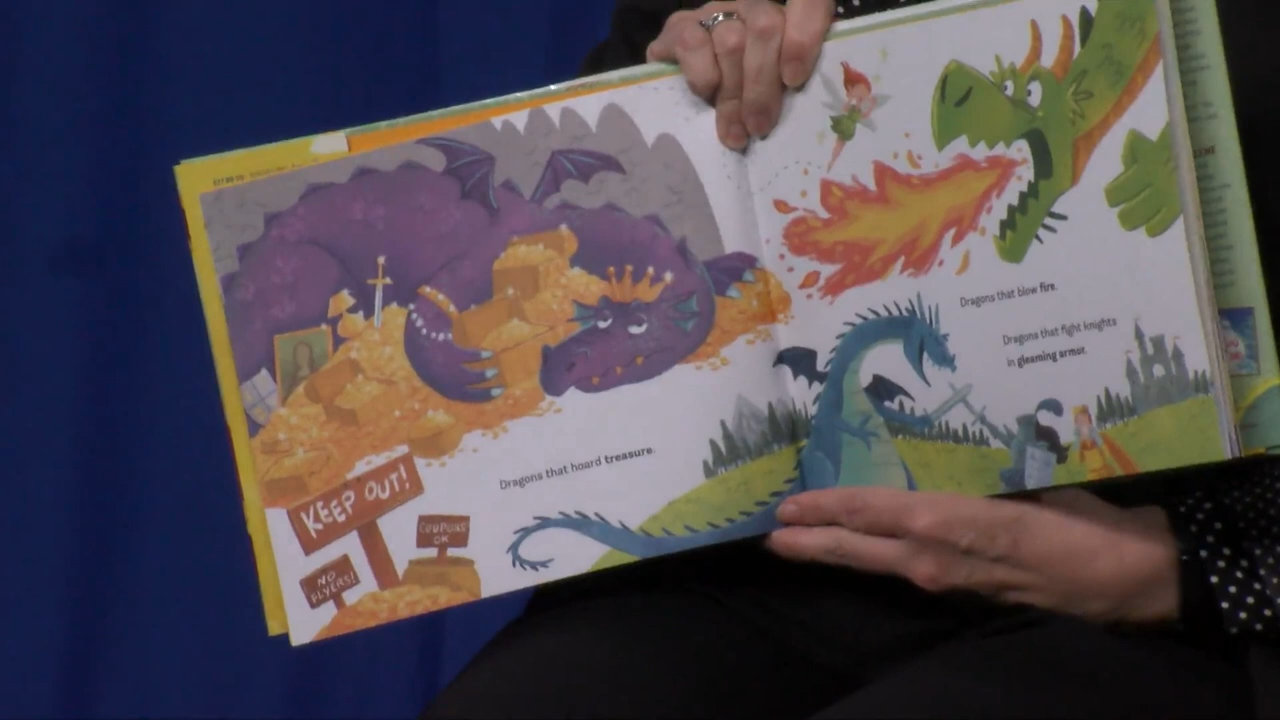 Dragons that hoard treasure.
KEEP OUT!
NO
FLYERS!
COUPONS
OK
Dragons that blow fire.
Dragons that fight knights
in gleaming armor.